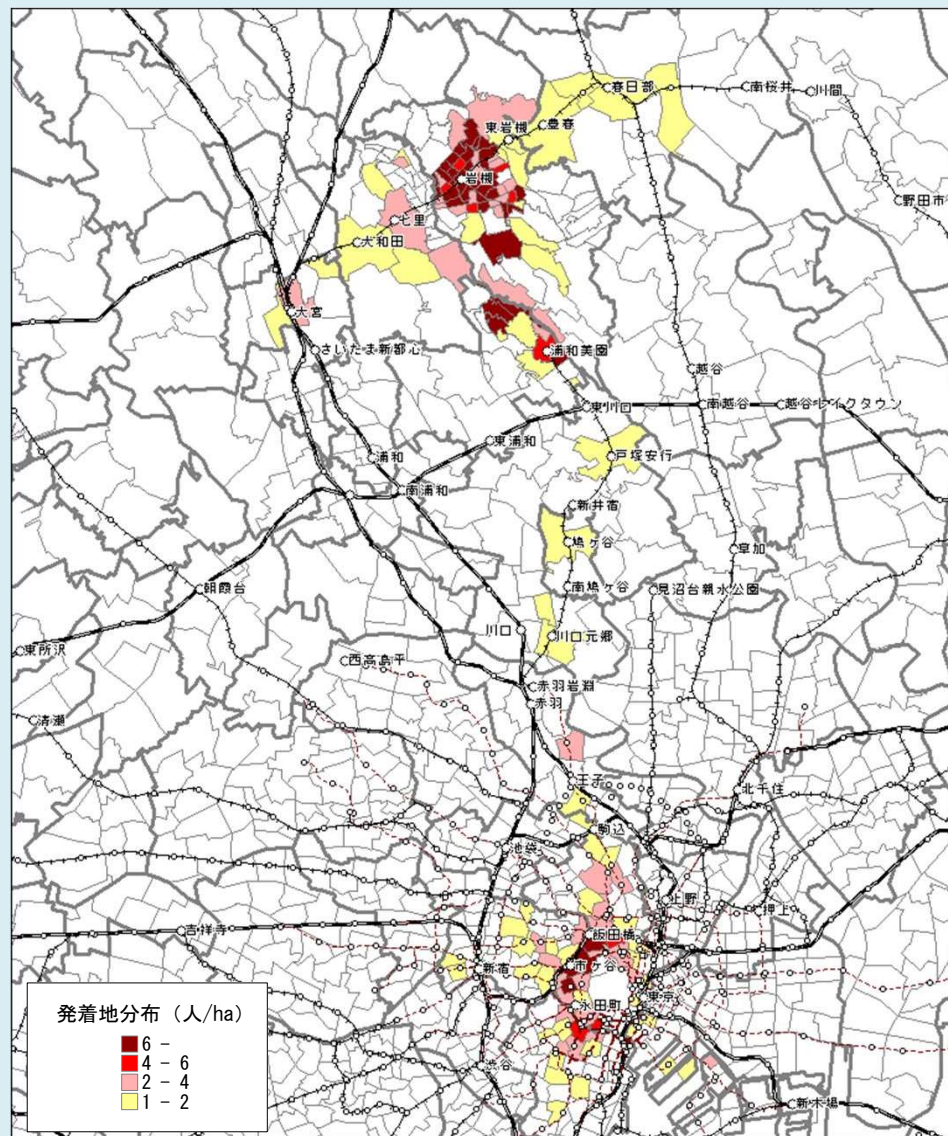 春日部
南桜井
川間
豊春
東岩槻
岩槻
野田市
七里
大和田
大宮
さいたま新都心
浦和美園
越谷
東川口
南越谷
越谷レイクタウン
東浦和
戸塚安行
浦和
南浦和
新井宿
鳩ヶ谷
草加
朝霞台
南鳩ヶ谷
見沼台親水公園
川口
川口元郷
東所沢
西高島平
赤羽岩淵
赤羽
清瀬
王子
北千住
駒込
池袋
上野
押上
吉祥寺
飯田橋
新宿
市ヶ谷
永田町
東京
渋谷
新木場
発着地分布（人/ha）
6 -
4 - 6
2 - 4
1 - 2